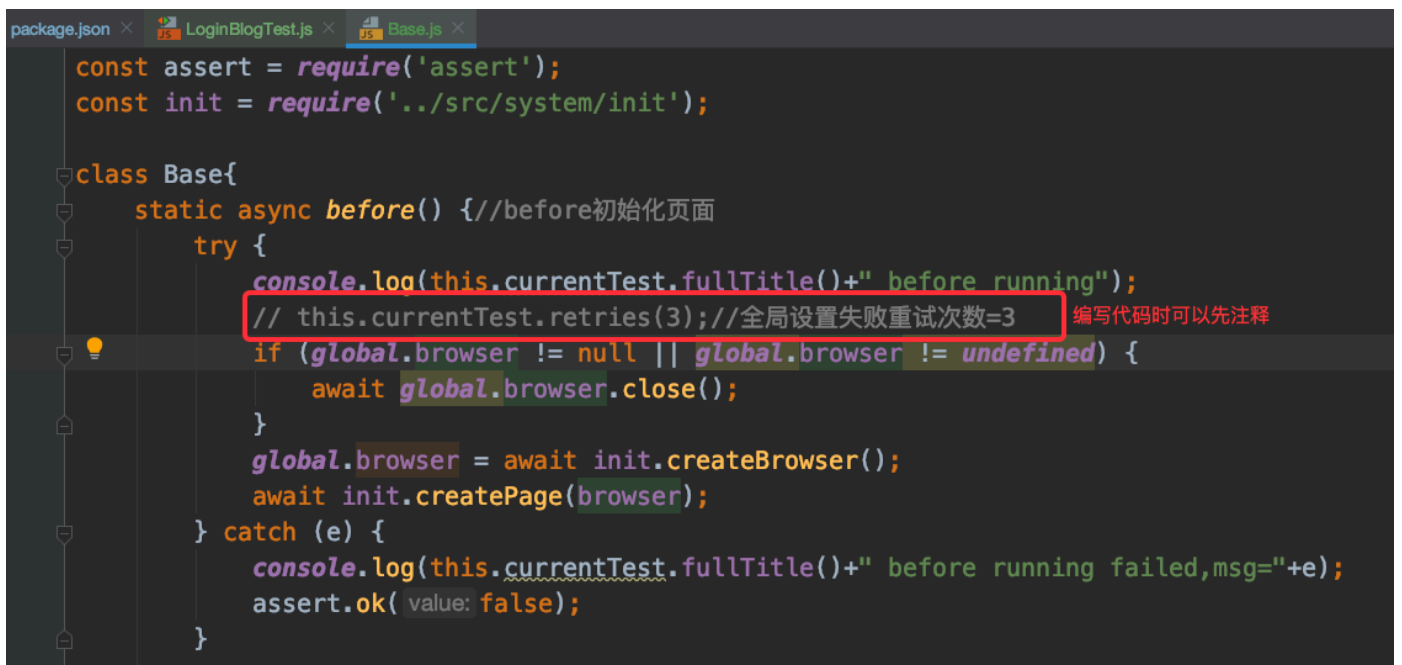 package.json LoginBlogTest.js Base.js
const assert = require('assert');
const init = require('../src/system/init');
class Base{
static async before() {//before初始化页面
try {
console.log(this.currentTest.fullTitle()+" before running");
// this.currentTest.retries(3);//全局设置失败重试次数=3 编写代码时可以先注释
if (global.browser != null || global.browser != undefined) {
await global.browser.close();
}
global.browser = await init.createBrowser();
await init.createPage(browser);
} catch (e) {
console.log(this.currentTest.fullTitle()+" before running failed,msg="+e);
assert.ok( value: false);
}